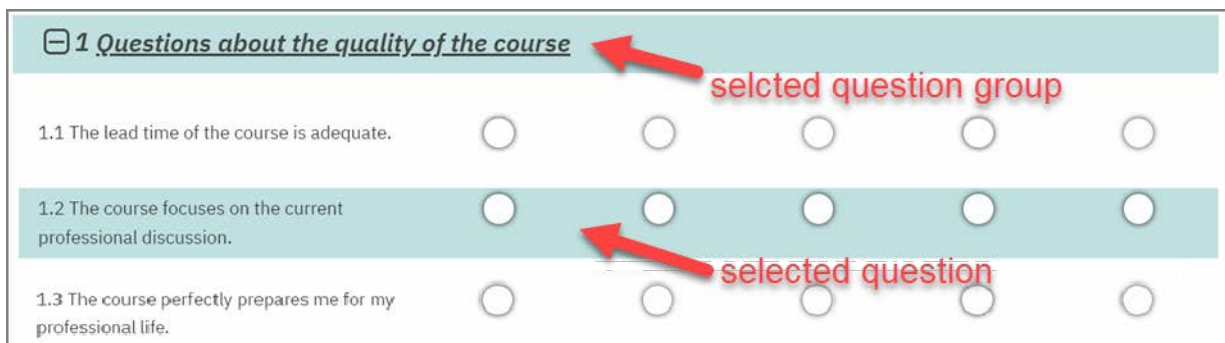 1 Questions about the quality of the course
selcted question group
1.1 The lead time of the course is adequate.
1.2 The course focuses on the current
professional discussion.
selected question
1.3 The course perfectly prepares me for my
professional life.